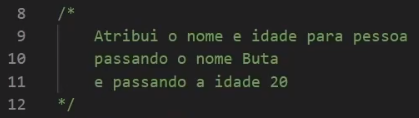 8 /*
9 Atribui o nome e idade para pessoa
10 passando o nome Buta
11 e passando a idade 20
12 */